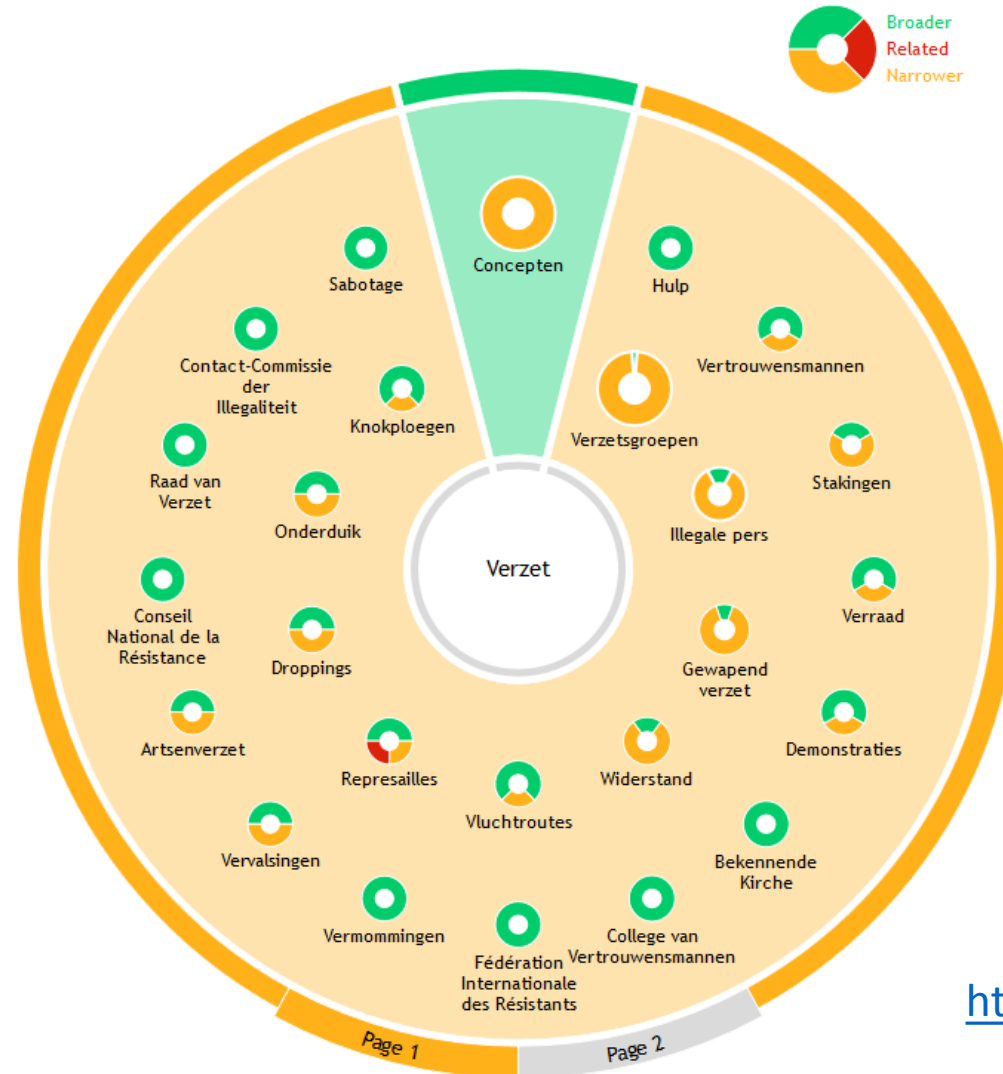 Broader
Related
Narrower
Concepten
Sabotage
Hulp
Contact-Commissie
der
Illegaliteit
Vertrouwensmannen
Knokploegen
Verzetsgroepen
Raad van
Verzet
Stakingen
Onderduik
Illegale pers
Verzet
Conseil
National de la
Résistance
Verraad
Droppings
Gewapend
verzet
Artsenverzet
Demonstraties
Represailles
Widerstand
Vluchtroutes
Vervalsingen
Bekennende
Kirche
Vermommingen
College van
Vertrouwensmannen
Fédération
Internationale
des Résistants
ht
Page 1
Page 2